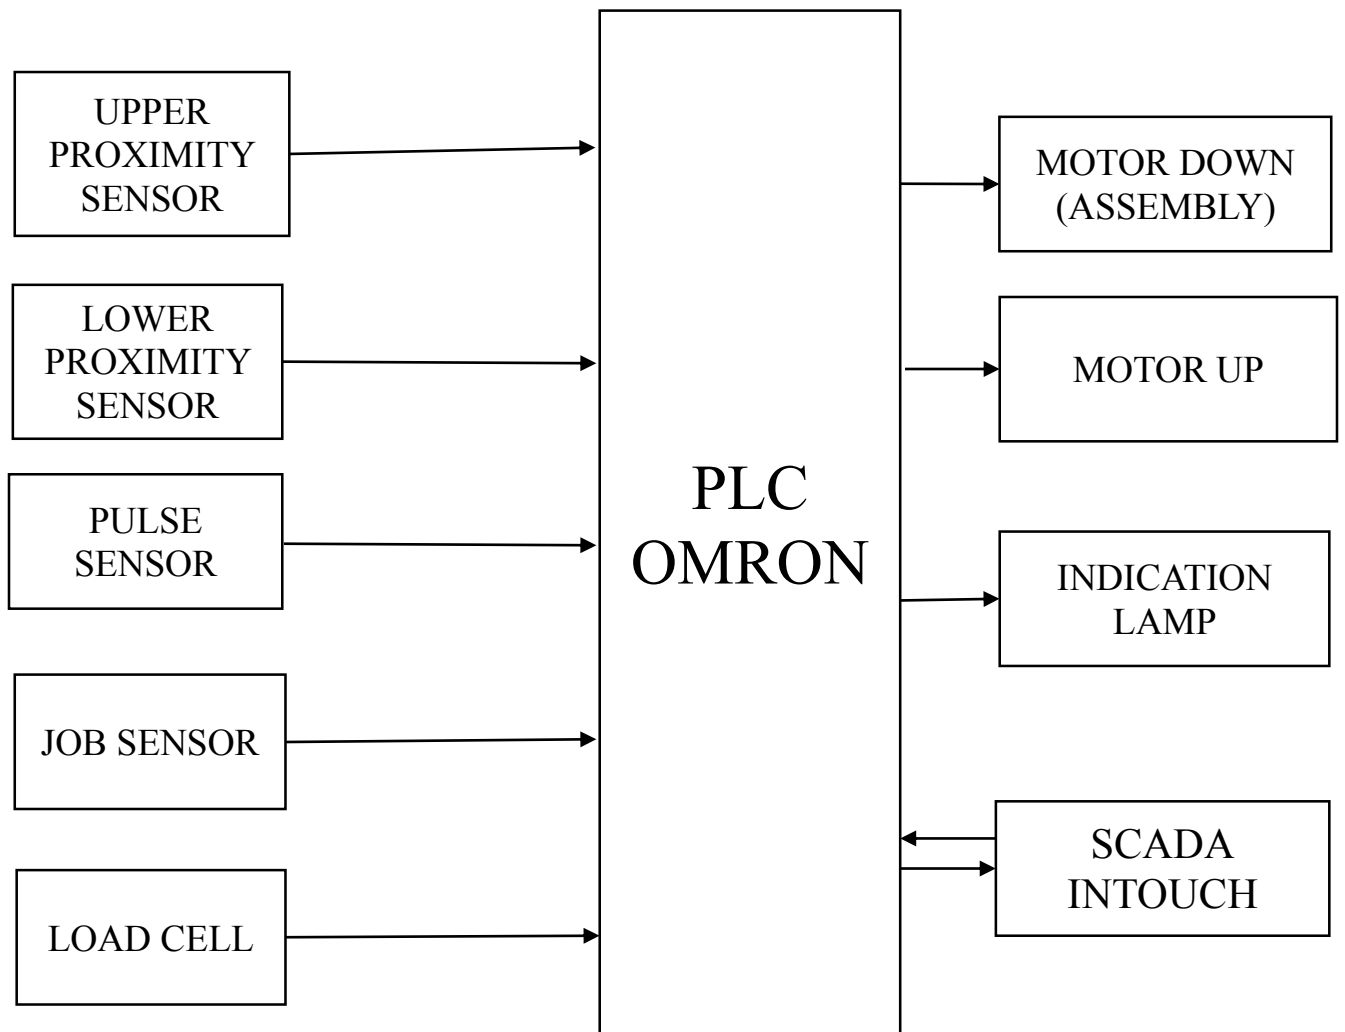 UPPER
PROXIMITY
SENSOR
LOWER
PROXIMITY
SENSOR
PULSE
SENSOR
JOB SENSOR
LOAD CELL
PLC
OMRON
MOTOR DOWN
(ASSEMBLY)
MOTOR UP
INDICATION
LAMP
SCADA
INTOUCH